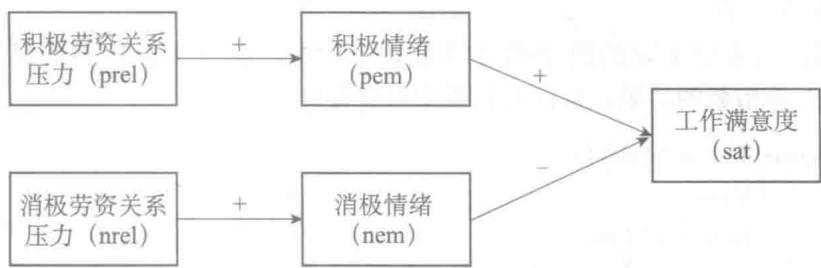 积极劳资关系
压力（prel）
+
积极情绪
（pem）
+
工作满意度
（sat）
−
消极劳资关系
压力（nrel）
+
消极情绪
（nem）